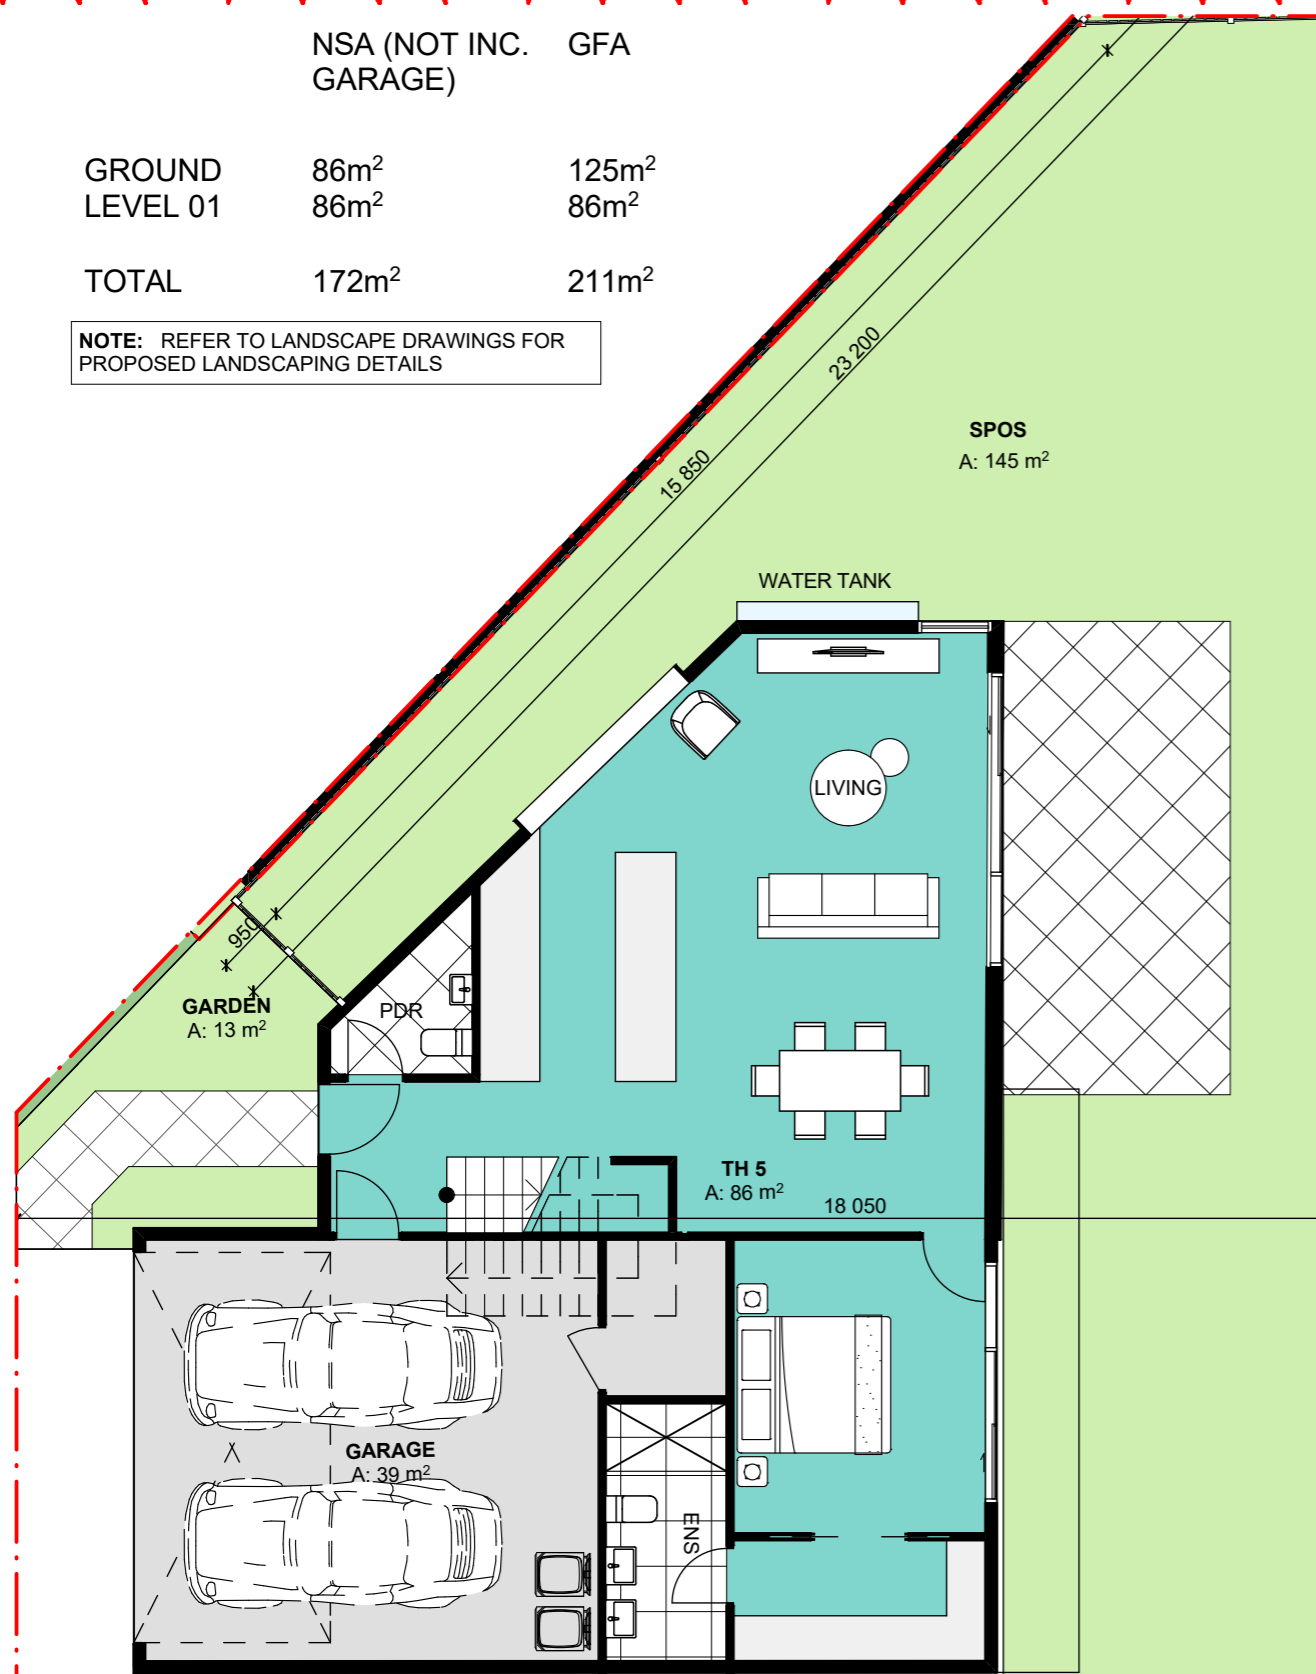 NSA (NOT INC. GFA
GARAGE)
GROUND 86m² 125m²
LEVEL 01 86m² 86m²
TOTAL 172m² 211m²
NOTE: REFER TO LANDSCAPE DRAWINGS FOR
PROPOSED LANDSCAPING DETAILS
23 200
15 850
SPOS
A: 145 m²
WATER TANK
LIVING
950
GARDEN
A: 13 m²
PDR
TH 5
A: 86 m²
18 050
GARAGE
A: 39 m²
ENS